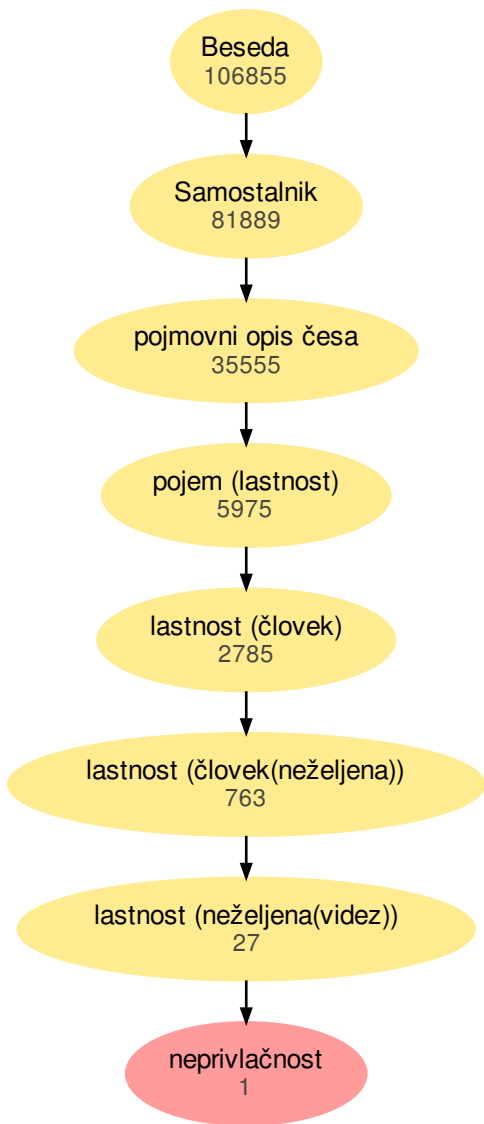 Beseda
106855
Samostalnik
81889
pojmovni opis česa
35555
pojem (lastnost)
5975
lastnost (človek)
2785
lastnost (človek(neželjena))
763
lastnost (neželjena(videz))
27
neprivlačnost
1